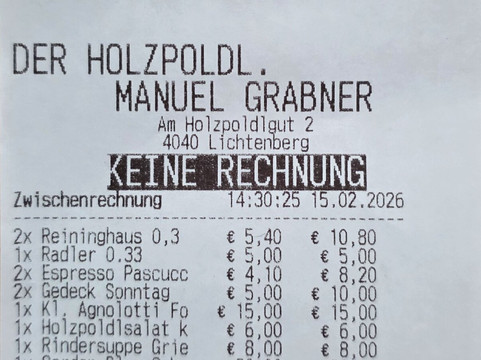 DER HOLZPOLDL.
MANUEL GRABNER
Am Holzpoldlgut 2
4040 Lichtenberg
KEINE RECHNUNG
Zwischenrechnung 14:30:25 15.02.2026
2x Reininghaus 0,3 € 5,40 € 10,80
1x Radler 0.33 € 5,00 € 5,00
2x Espresso Pascucc € 4,10 € 8,20
2x Gedeck Sonntag € 5,00 € 10,00
1x Kl. Agnolotti Fo € 15,00 € 15,00
1x Holzpoldlsalat k € 6,00 € 6,00
1x Rindersuppe Grie € 8,00 € 8,00